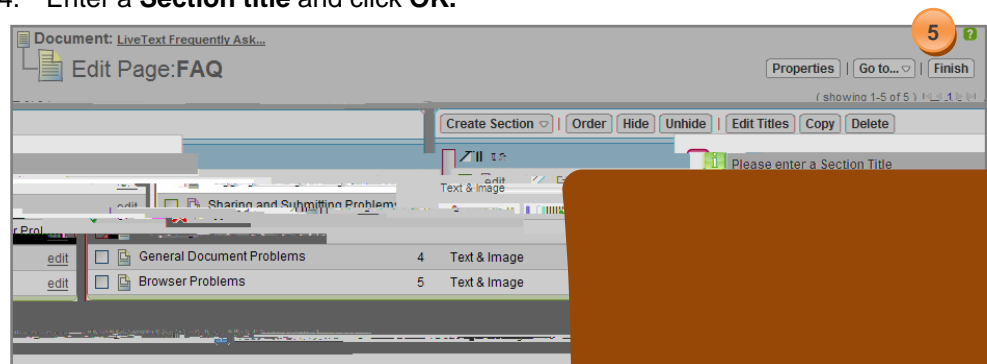 4. Enter a Section title and click OK.
5
Document: LiveText Frequently Ask...
Edit Page:FAQ
Properties | Go to... | Finish
( showing 1-5 of 5 ) 1
Create Section | Order Hide Unhide | Edit Titles Copy Delete
Please enter a Section Title
edit
Text & Image
edit Sharing and Submitting Problems
edit General Document Problems 4 Text & Image
edit Browser Problems 5 Text & Image